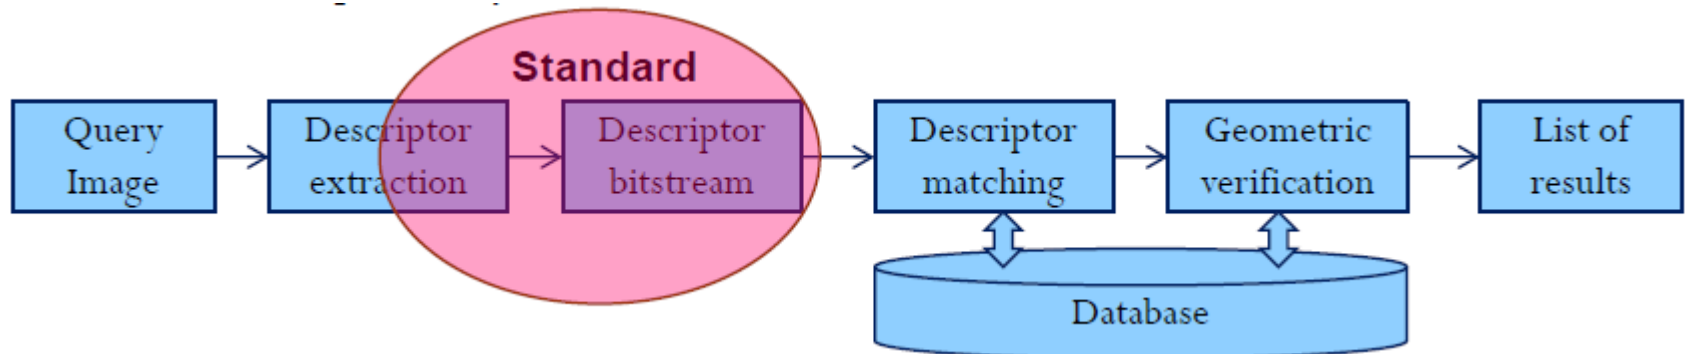 Standard
Query
Image
Descriptor
extraction
Descriptor
bitstream
Descriptor
matching
Geometric
verification
List of
results
Database